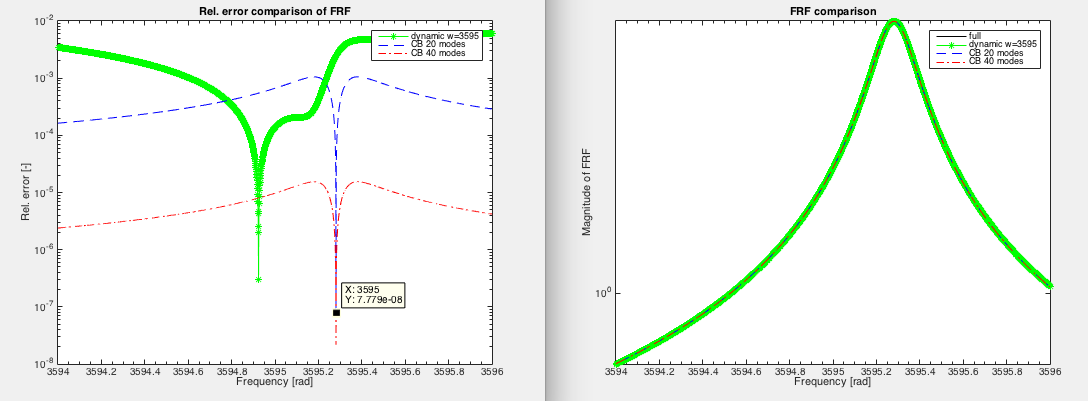 Rel. error comparison of FRF
10^-2
10^-3
10^-4
10^-5
10^-6
10^-7
10^-8
Rel. error [-]
dynamic w=3595
CB 20 modes
CB 40 modes
X: 3595
Y: 7.779e-08
3594 3594.2 3594.4 3594.6 3594.8 3595 3595.2 3595.4 3595.6 3595.8 3596
Frequency [rad]
FRF comparison
Magnitude of FRF
10^0
full
dynamic w=3595
CB 20 modes
CB 40 modes
3594 3594.2 3594.4 3594.6 3594.8 3595 3595.2 3595.4 3595.6 3595.8 3596
Frequency [rad]